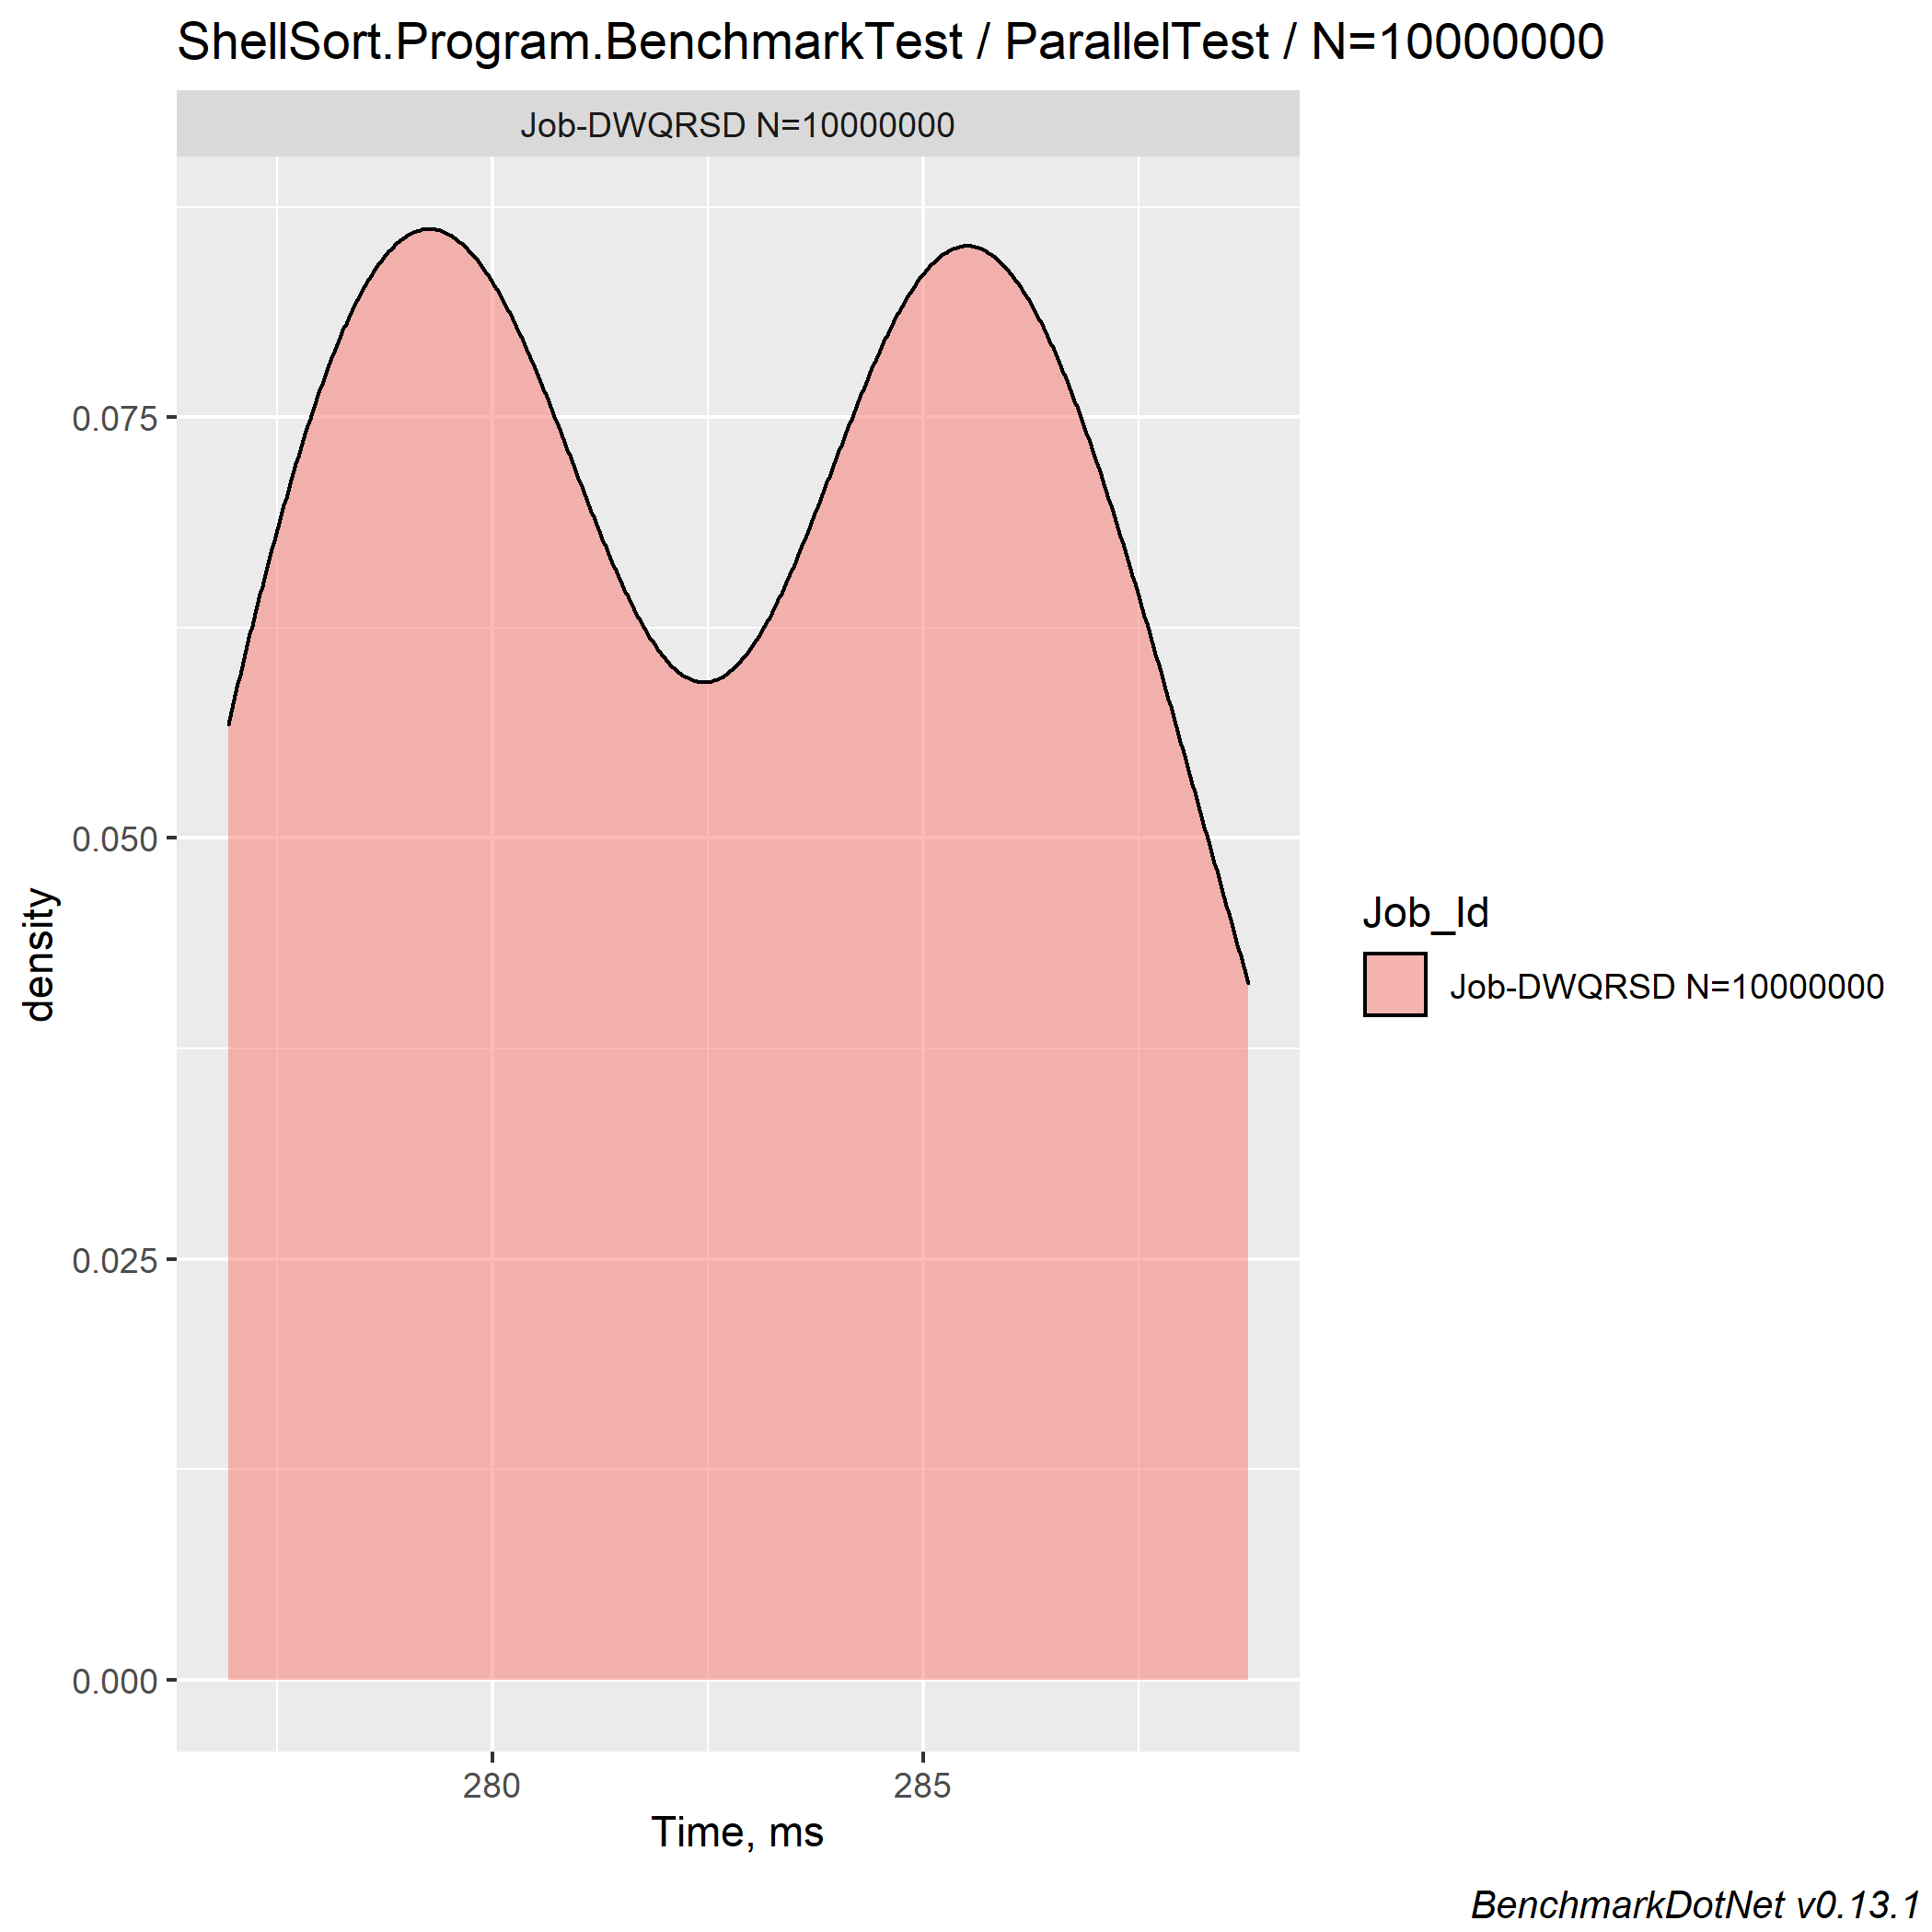 ShellSort.Program.BenchmarkTest / ParallelTest / N=10000000
Job-DWQRSD N=10000000
0.075
0.050
0.025
0.000
density
280
285
Time, ms
Job_Id
Job-DWQRSD N=10000000
BenchmarkDotNet v0.13.1